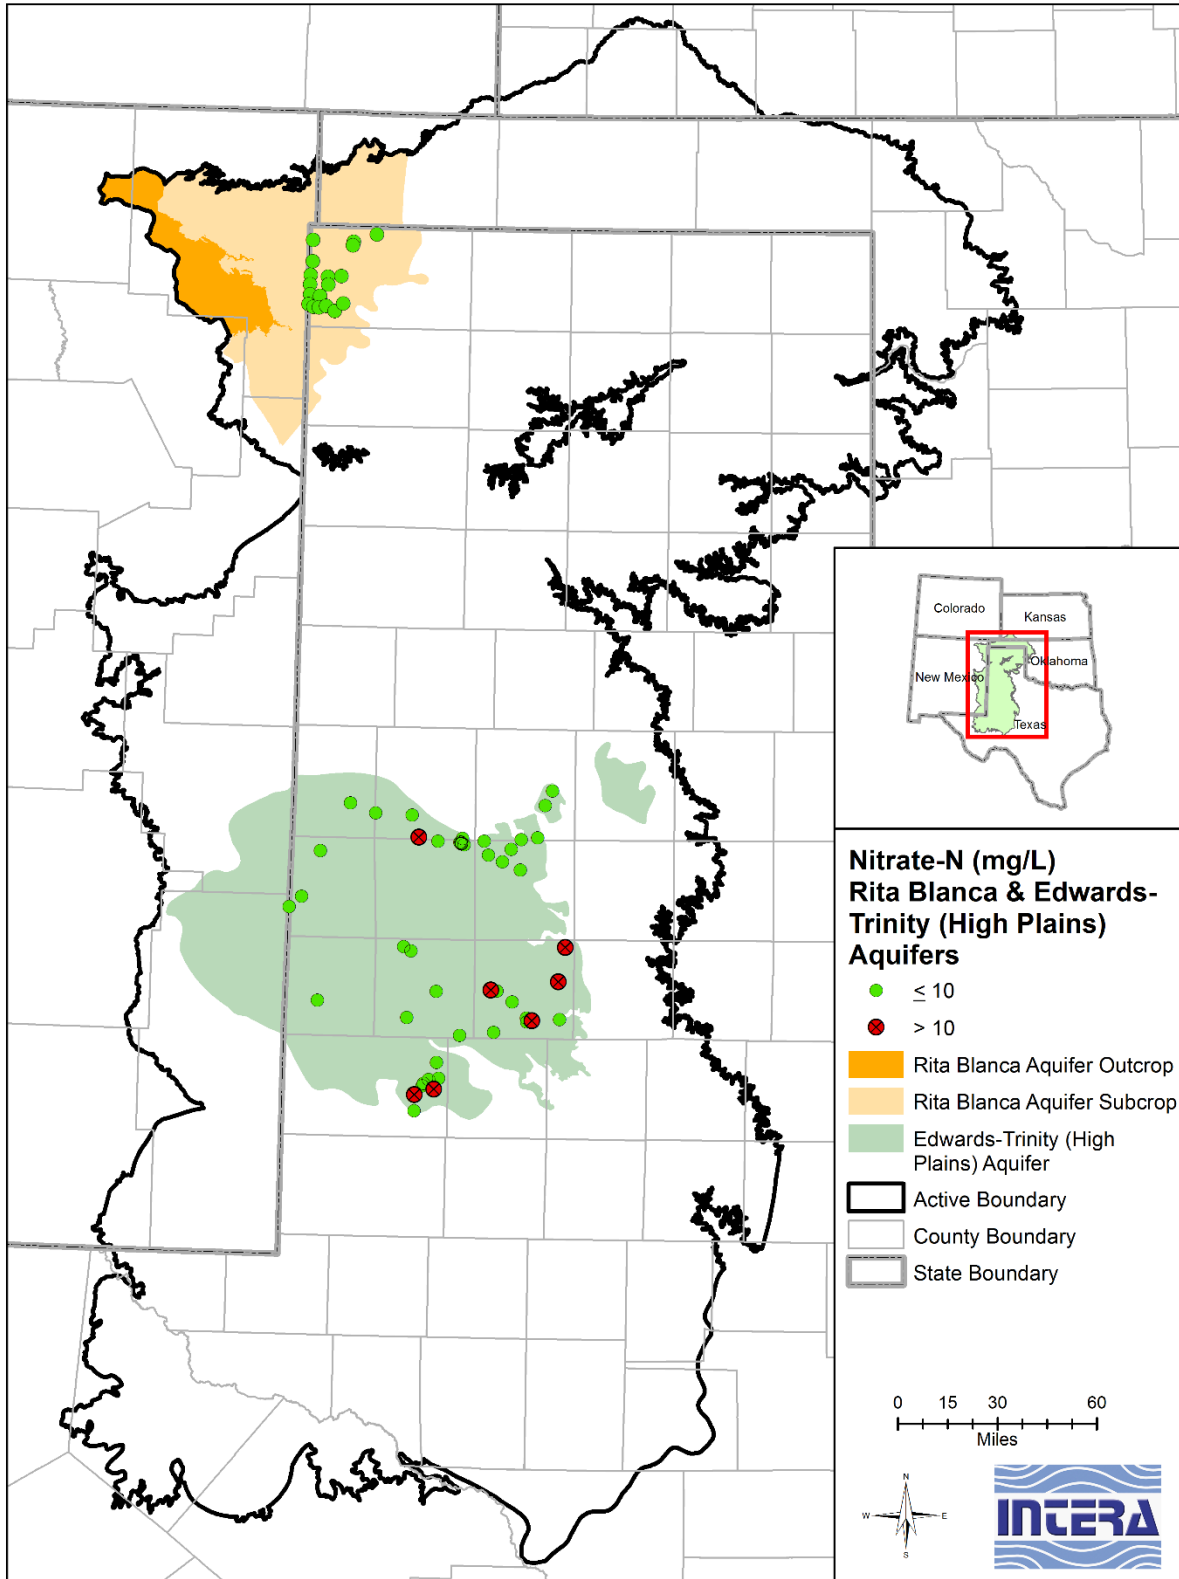 Colorado
Kansas
New Mexico
Oklahoma
Texas
Nitrate-N (mg/L)
Rita Blanca & Edwards-
Trinity (High Plains)
Aquifers
≤ 10
> 10
Rita Blanca Aquifer Outcrop
Rita Blanca Aquifer Subcrop
Edwards-Trinity (High
Plains) Aquifer
Active Boundary
County Boundary
State Boundary
0 15 30 60
Miles
N
W E
S
INTERA